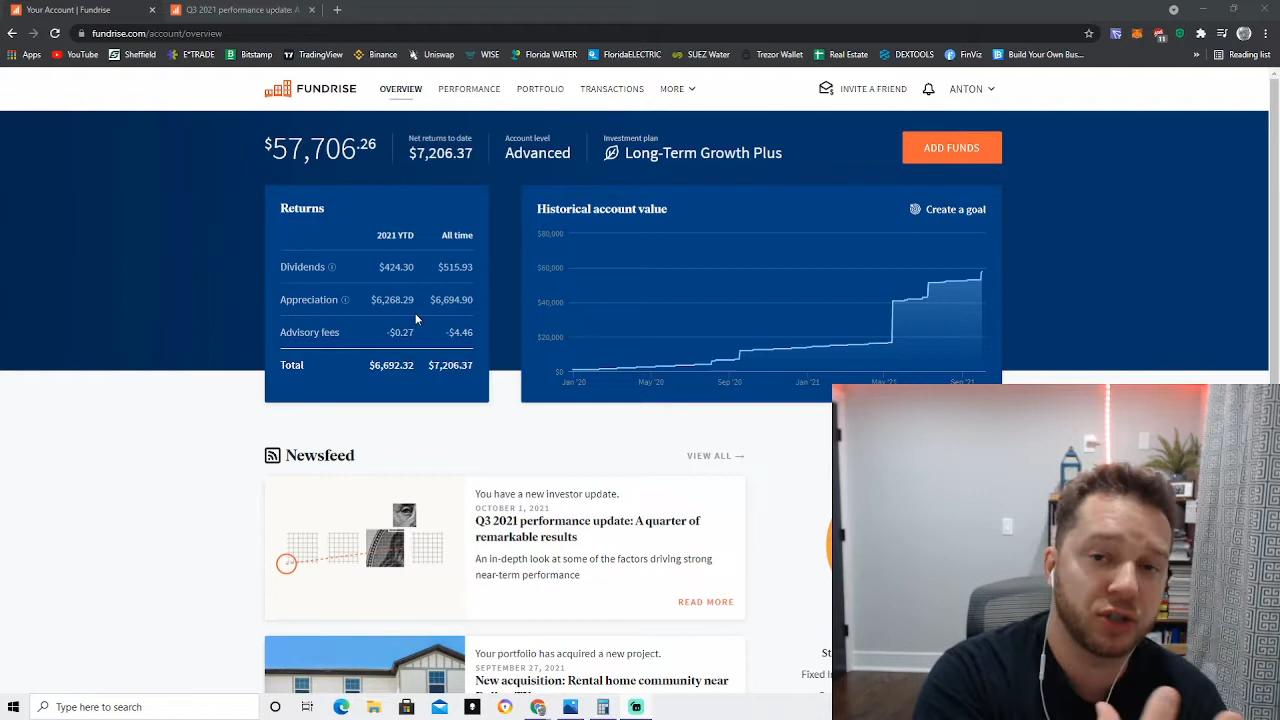 Your Account | Fundrise
Q3 2021 performance update: A
fundrise.com/account/overview
Apps YouTube Sheffield E-TRADE Bitstamp TradingView Binance Uniswap WISE Florida WATER FloridaELECTRIC SUEZ Water Trezor Wallet Real Estate DEXTOOLS FinViz Build Your Own Bus... Reading list
FUNDRISE OVERVIEW PERFORMANCE PORTFOLIO TRANSACTIONS MORE INVITE A FRIEND ANTON
$57,706.26
Net returns to date
$7,206.37
Account level
Advanced
Investment plan
Long-Term Growth Plus
ADD FUNDS
Returns
2021 YTD All time
Dividends $424.30 $515.93
Appreciation $6,268.29 $6,694.90
Advisory fees -$0.27 -$4.46
Total $6,692.32 $7,206.37
Historical account value
Create a goal
$80,000
$60,000
$40,000
$20,000
$0
Jan '20 May '20 Sep '20 Jan '21 May '21 Sep '21
Newsfeed
VIEW ALL →
You have a new investor update.
OCTOBER 1, 2021
Q3 2021 performance update: A quarter of
remarkable results
An in-depth look at some of the factors driving strong
near-term performance
READ MORE
Your portfolio has acquired a new project.
SEPTEMBER 27, 2021
New acquisition: Rental home community near
St
Fixed In
Type here to search